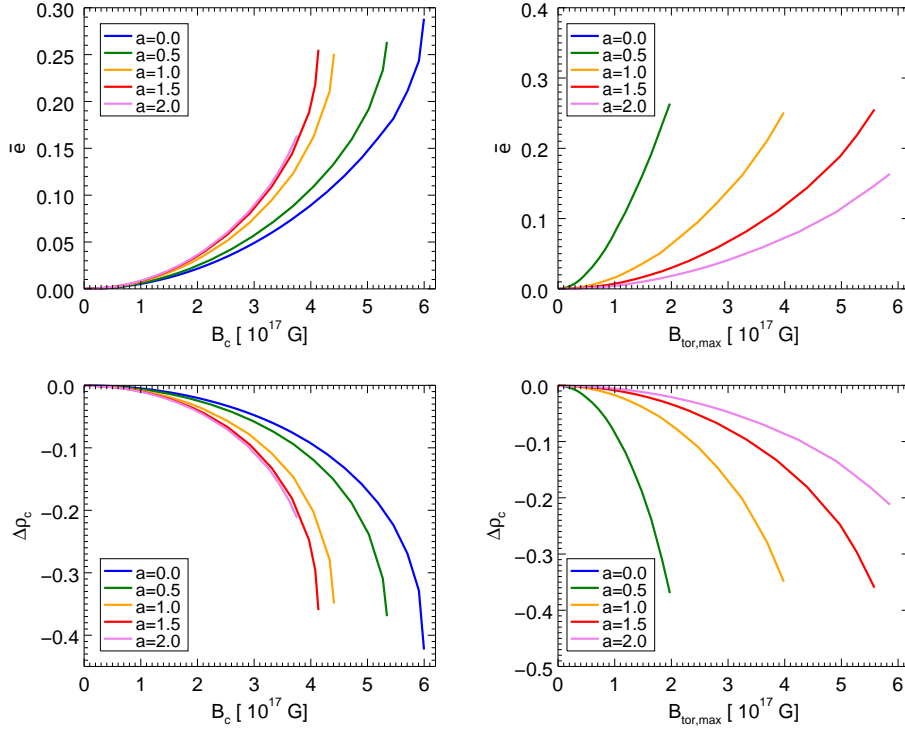 0.30
0.25
0.20
0.15
0.10
0.05
0.00
e̅
a=0.0
a=0.5
a=1.0
a=1.5
a=2.0
0 1 2 3 4 5 6
B_c [ 10^17 G]
0.4
0.3
0.2
0.1
0.0
e̅
a=0.0
a=0.5
a=1.0
a=1.5
a=2.0
0 1 2 3 4 5 6
B_tor,max [ 10^17 G]
0.0
−0.1
−0.2
−0.3
−0.4
Δρ_c
a=0.0
a=0.5
a=1.0
a=1.5
a=2.0
0 1 2 3 4 5 6
B_c [ 10^17 G]
0.0
−0.1
−0.2
−0.3
−0.4
−0.5
Δρ_c
a=0.0
a=0.5
a=1.0
a=1.5
a=2.0
0 1 2 3 4 5 6
B_tor,max [ 10^17 G]